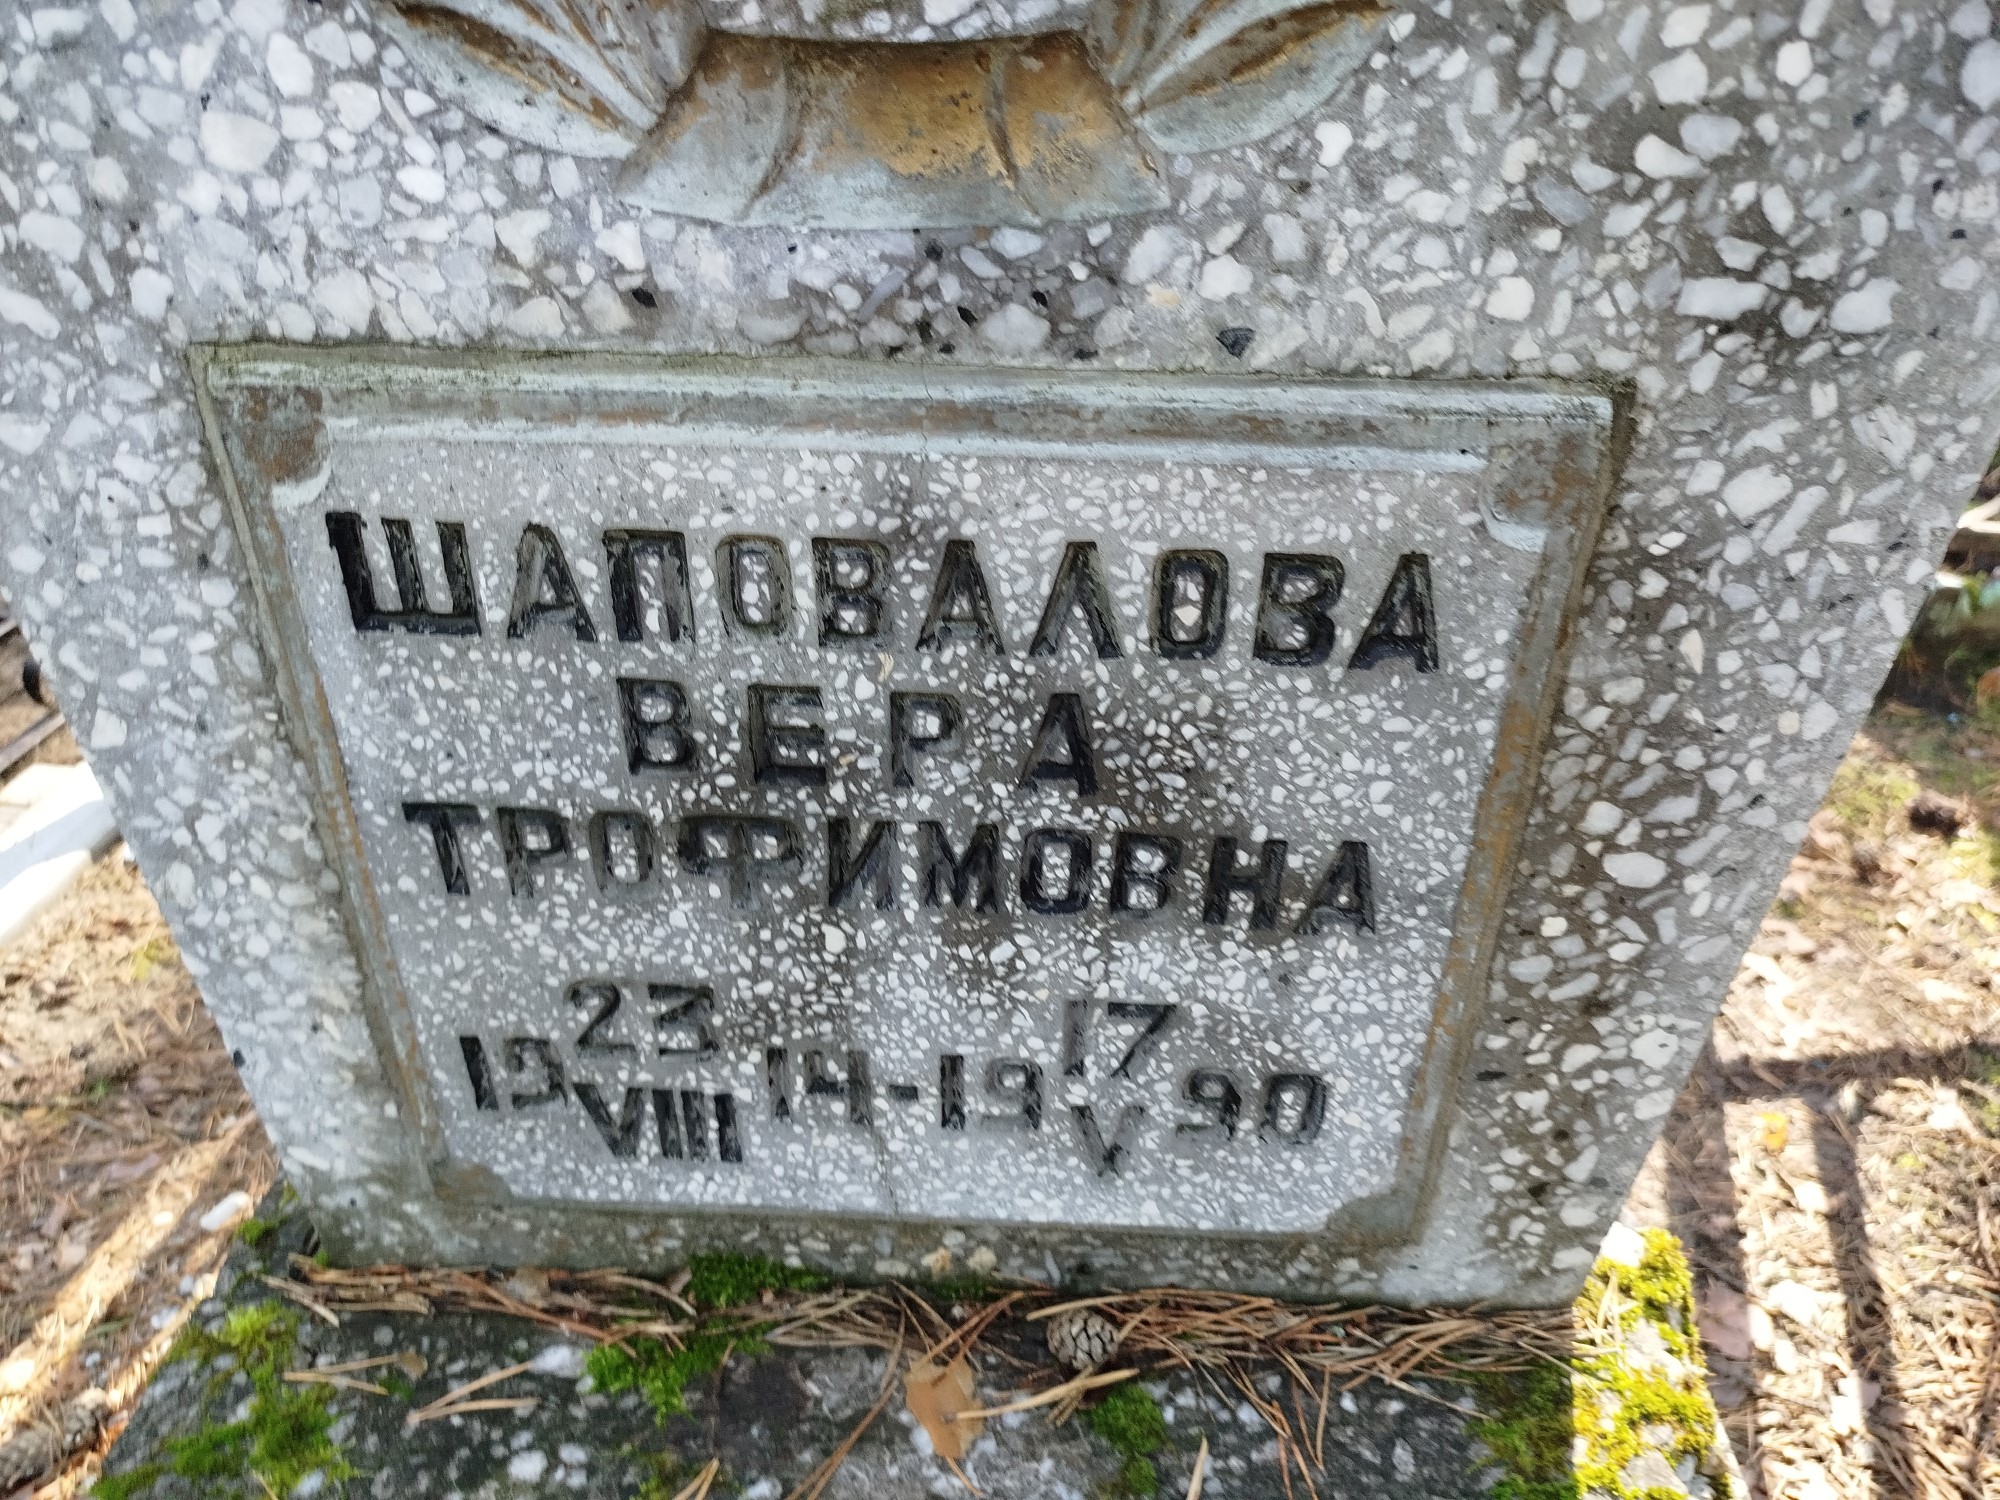 ШАПОВАЛОВА
ВЕРА
ТРОФИМОВНА
19 23/VIII 14-19 17/V 90